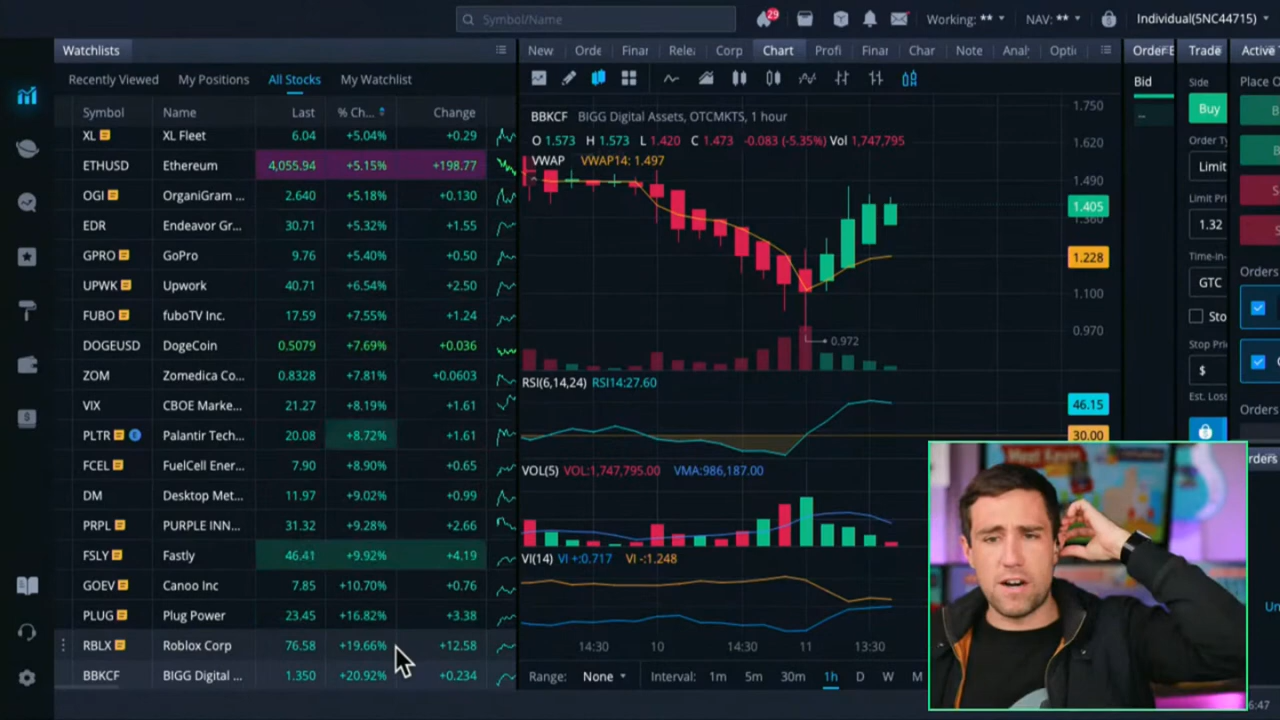 Symbol/Name
29
Working: **
NAV: **
Individual(5NC44715)
Watchlists
Recently Viewed
My Positions
All Stocks
My Watchlist
Symbol Name Last % Ch... Change
XL XL Fleet 6.04 +5.04% +0.29
ETHUSD Ethereum 4,055.94 +5.15% +198.77
OGI OrganiGram ... 2.640 +5.18% +0.130
EDR Endeavor Gr... 30.71 +5.32% +1.55
GPRO GoPro 9.76 +5.40% +0.50
UPWK Upwork 40.71 +6.54% +2.50
FUBO fuboTV Inc. 17.59 +7.55% +1.24
DOGEUSD DogeCoin 0.5079 +7.69% +0.036
ZOM Zomedica Co... 0.8328 +7.81% +0.0603
VIX CBOE Marke... 21.27 +8.19% +1.61
PLTR E Palantir Tech... 20.08 +8.72% +1.61
FCEL FuelCell Ener... 7.90 +8.90% +0.65
DM Desktop Met... 11.97 +9.02% +0.99
PRPL PURPLE INN... 31.32 +9.28% +2.66
FSLY Fastly 46.41 +9.92% +4.19
GOEV Canoo Inc 7.85 +10.70% +0.76
PLUG Plug Power 23.45 +16.82% +3.38
RBLX Roblox Corp 76.58 +19.66% +12.58
BBKCF BIGG Digital ... 1.350 +20.92% +0.234
New Orde Finar Rele Corp Chart Profi Finar Char Note Anal Opti
BBKCF BIGG Digital Assets, OTCMKTS, 1 hour
O 1.573 H 1.573 L 1.420 C 1.473 -0.083 (-5.35%) Vol 1,747,795
VWAP VWAP14: 1.497
1.750
1.620
1.490
1.405
1.360
1.228
1.100
0.970
0.972
RSI(6,14,24) RSI14:27.60
46.15
30.00
VOL(5) VOL:1,747,795.00 VMA:986,187.00
VI(14) VI +:0.717 VI -:1.248
14:30 10 14:30 11 13:30
Range: None Interval: 1m 5m 30m 1h D W M
Order E
Bid
--
Trade
Side
Buy
Order Ty
Limit
Limit Pri
1.32
Time-in-
GTC
Sto
Stop Pri
$
Est. Loss
Active
Place O
B
B
S
S
Orders
Orders
Orders
Un
6:47